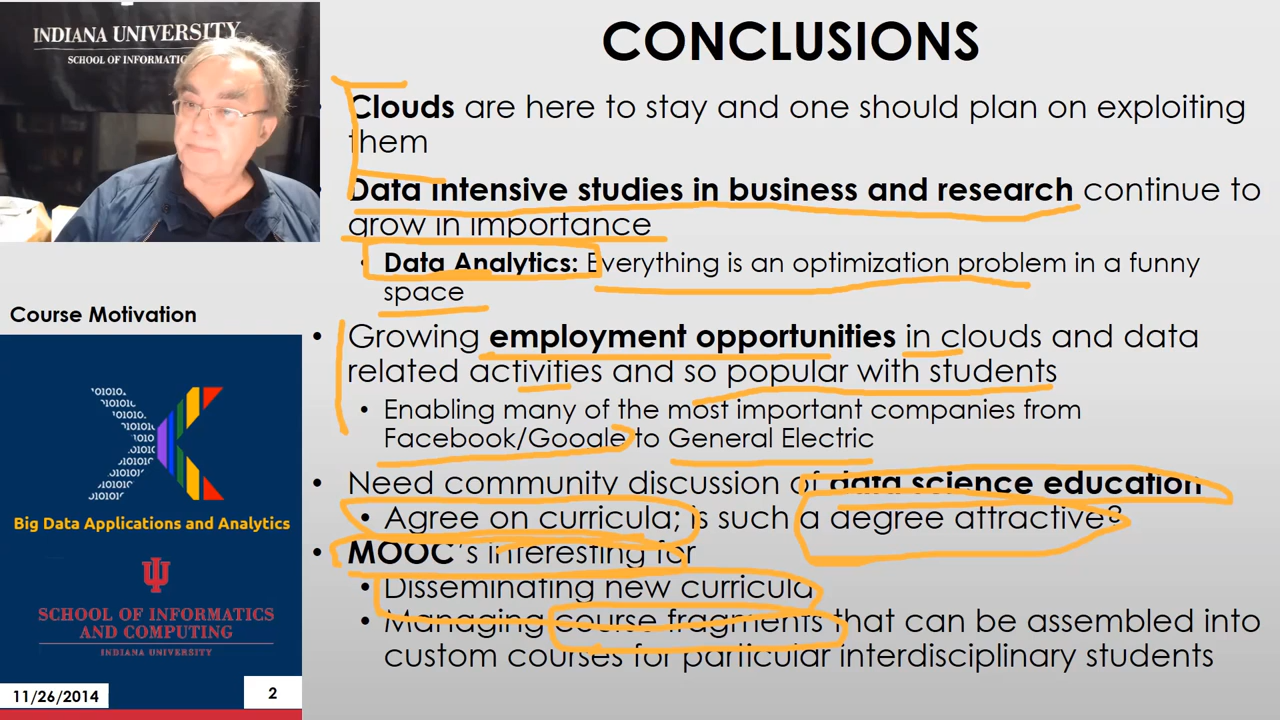 INDIANA UNIVERSITY
SCHOOL OF INFORMATIC
CONCLUSIONS
• Clouds are here to stay and one should plan on exploiting
them
• Data intensive studies in business and research continue to
grow in importance
• Data Analytics: Everything is an optimization problem in a funny
space
• Growing employment opportunities in clouds and data
related activities and so popular with students
• Enabling many of the most important companies from
Facebook/Google to General Electric
• Need community discussion of data science education
• Agree on curricula; is such a degree attractive?
• MOOC's interesting for
• Disseminating new curricula
• Managing course fragments that can be assembled into
custom courses for particular interdisciplinary students
Course Motivation
Big Data Applications and Analytics
SCHOOL OF INFORMATICS
AND COMPUTING
INDIANA UNIVERSITY
11/26/2014
2